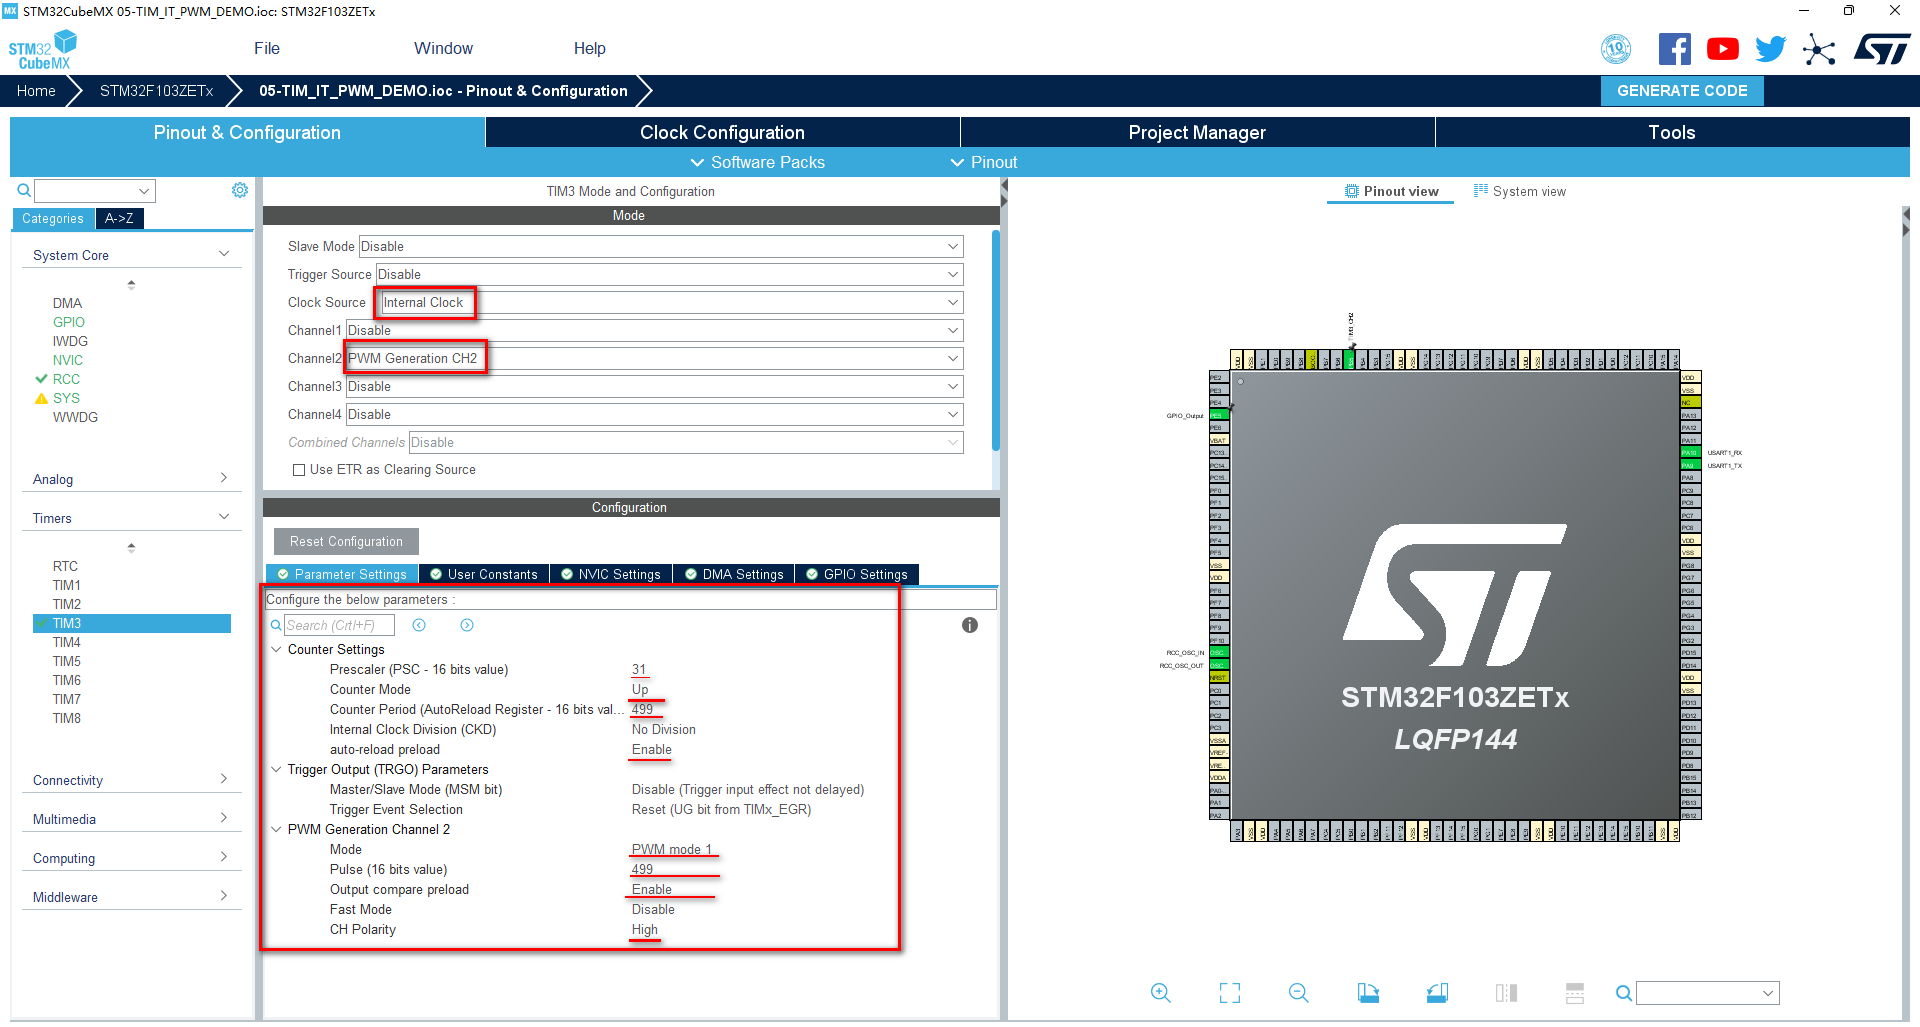 STM32CubeMX 05-TIM_IT_PWM_DEMO.ioc: STM32F103ZETx
STM32 CubeMX
File Window Help
Home STM32F103ZETx 05-TIM_IT_PWM_DEMO.ioc - Pinout & Configuration GENERATE CODE
Pinout & Configuration Clock Configuration Project Manager Tools
Software Packs Pinout
Categories A->Z
System Core
DMA
GPIO
IWDG
NVIC
RCC
SYS
WWDG
Analog
Timers
RTC
TIM1
TIM2
TIM3
TIM4
TIM5
TIM6
TIM7
TIM8
Connectivity
Multimedia
Computing
Middleware
TIM3 Mode and Configuration
Mode
Slave Mode Disable
Trigger Source Disable
Clock Source Internal Clock
Channel1 Disable
Channel2 PWM Generation CH2
Channel3 Disable
Channel4 Disable
Combined Channels Disable
Use ETR as Clearing Source
Configuration
Reset Configuration
Parameter Settings User Constants NVIC Settings DMA Settings GPIO Settings
Configure the below parameters :
Search (Crtl+F)
Counter Settings
Prescaler (PSC - 16 bits value) 31
Counter Mode Up
Counter Period (AutoReload Register - 16 bits val... 499
Internal Clock Division (CKD) No Division
auto-reload preload Enable
Trigger Output (TRGO) Parameters
Master/Slave Mode (MSM bit) Disable (Trigger input effect not delayed)
Trigger Event Selection Reset (UG bit from TIMx_EGR)
PWM Generation Channel 2
Mode PWM mode 1
Pulse (16 bits value) 499
Output compare preload Enable
Fast Mode Disable
CH Polarity High
Pinout view System view
TIM3_CH2
GPIO_Output
USART1_RX
USART1_TX
RCC_OSC_IN
RCC_OSC_OUT
STM32F103ZETx
LQFP144